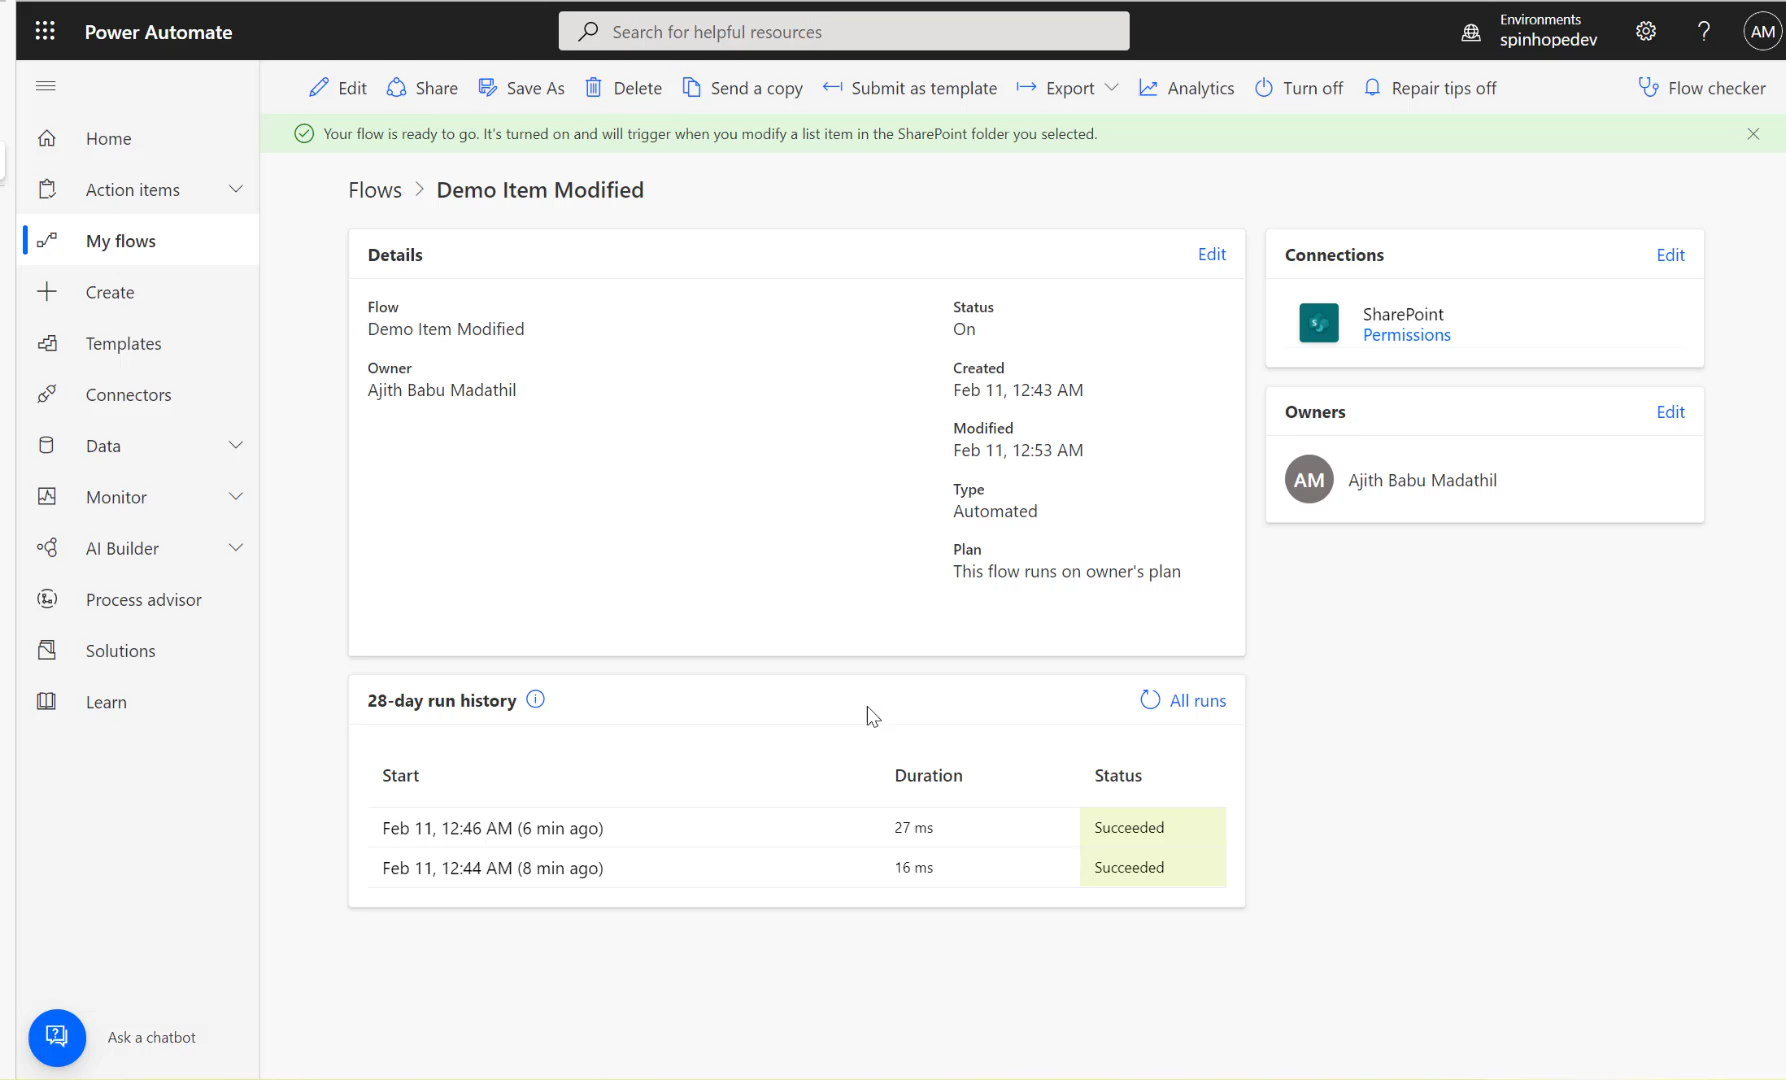 Power Automate
Search for helpful resources
Environments
spinhopedev
AM
Edit
Share
Save As
Delete
Send a copy
Submit as template
Export
Analytics
Turn off
Repair tips off
Flow checker
Your flow is ready to go. It's turned on and will trigger when you modify a list item in the SharePoint folder you selected.
Home
Action items
My flows
Create
Templates
Connectors
Data
Monitor
AI Builder
Process advisor
Solutions
Learn
Ask a chatbot
Flows > Demo Item Modified
Details
Edit
Flow
Demo Item Modified
Owner
Ajith Babu Madathil
Status
On
Created
Feb 11, 12:43 AM
Modified
Feb 11, 12:53 AM
Type
Automated
Plan
This flow runs on owner's plan
Connections
Edit
SharePoint
Permissions
Owners
Edit
AM
Ajith Babu Madathil
28-day run history
All runs
Start Duration Status
Feb 11, 12:46 AM (6 min ago) 27 ms Succeeded
Feb 11, 12:44 AM (8 min ago) 16 ms Succeeded